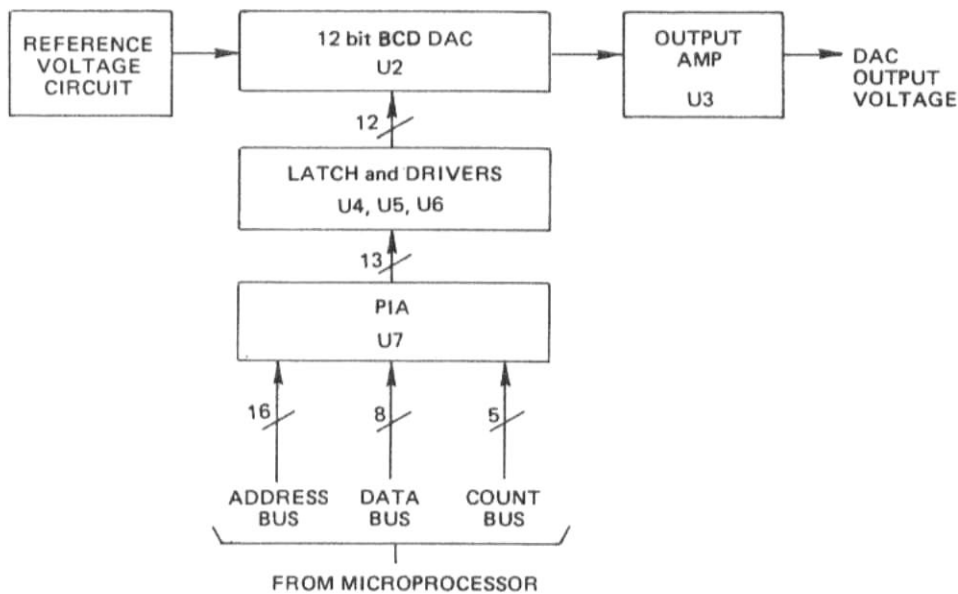 REFERENCE
VOLTAGE
CIRCUIT
12 bit BCD DAC
U2
OUTPUT
AMP
U3
DAC
OUTPUT
VOLTAGE
12
LATCH and DRIVERS
U4, U5, U6
13
PIA
U7
16
8
5
ADDRESS
BUS
DATA
BUS
COUNT
BUS
FROM MICROPROCESSOR